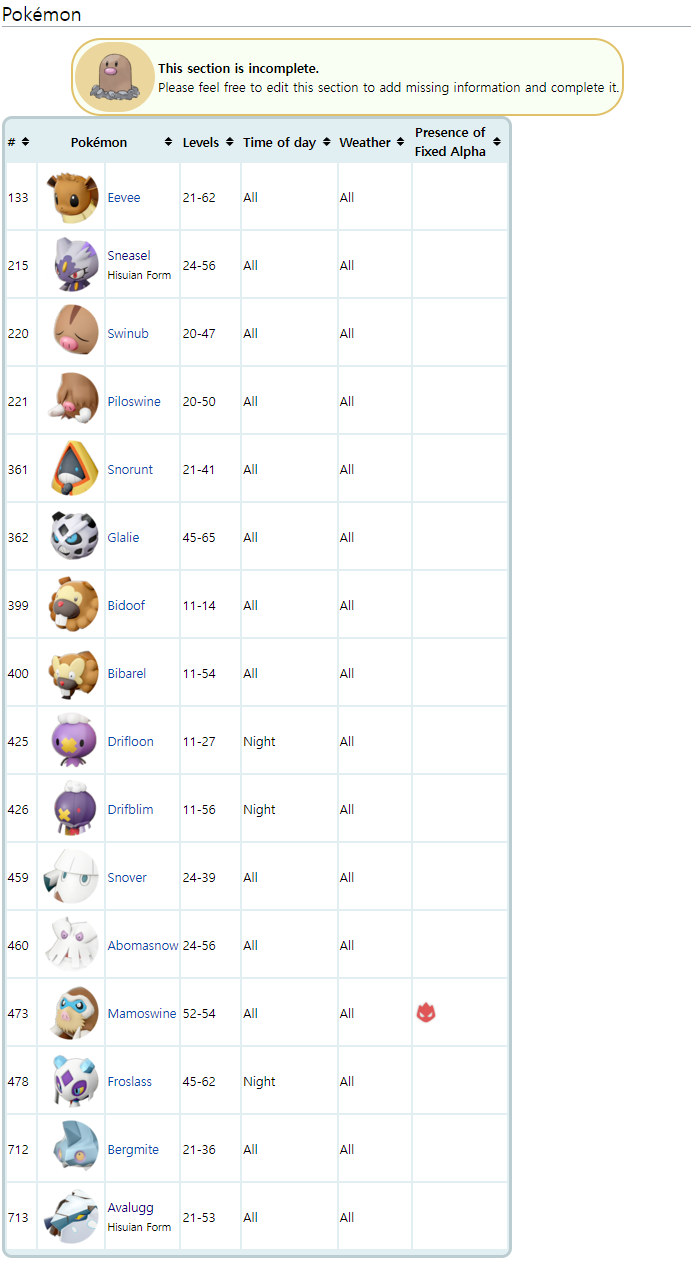 Pokémon
This section is incomplete.
Please feel free to edit this section to add missing information and complete it.
# Pokémon Levels Time of day Weather Presence of Fixed Alpha
133 Eevee 21-62 All All
215 Sneasel Hisuian Form 24-56 All All
220 Swinub 20-47 All All
221 Piloswine 20-50 All All
361 Snorunt 21-41 All All
362 Glalie 45-65 All All
399 Bidoof 11-14 All All
400 Bibarel 11-54 All All
425 Drifloon 11-27 Night All
426 Drifblim 11-56 Night All
459 Snover 24-39 All All
460 Abomasnow 24-56 All All
473 Mamoswine 52-54 All All
478 Froslass 45-62 Night All
712 Bergmite 21-36 All All
713 Avalugg Hisuian Form 21-53 All All